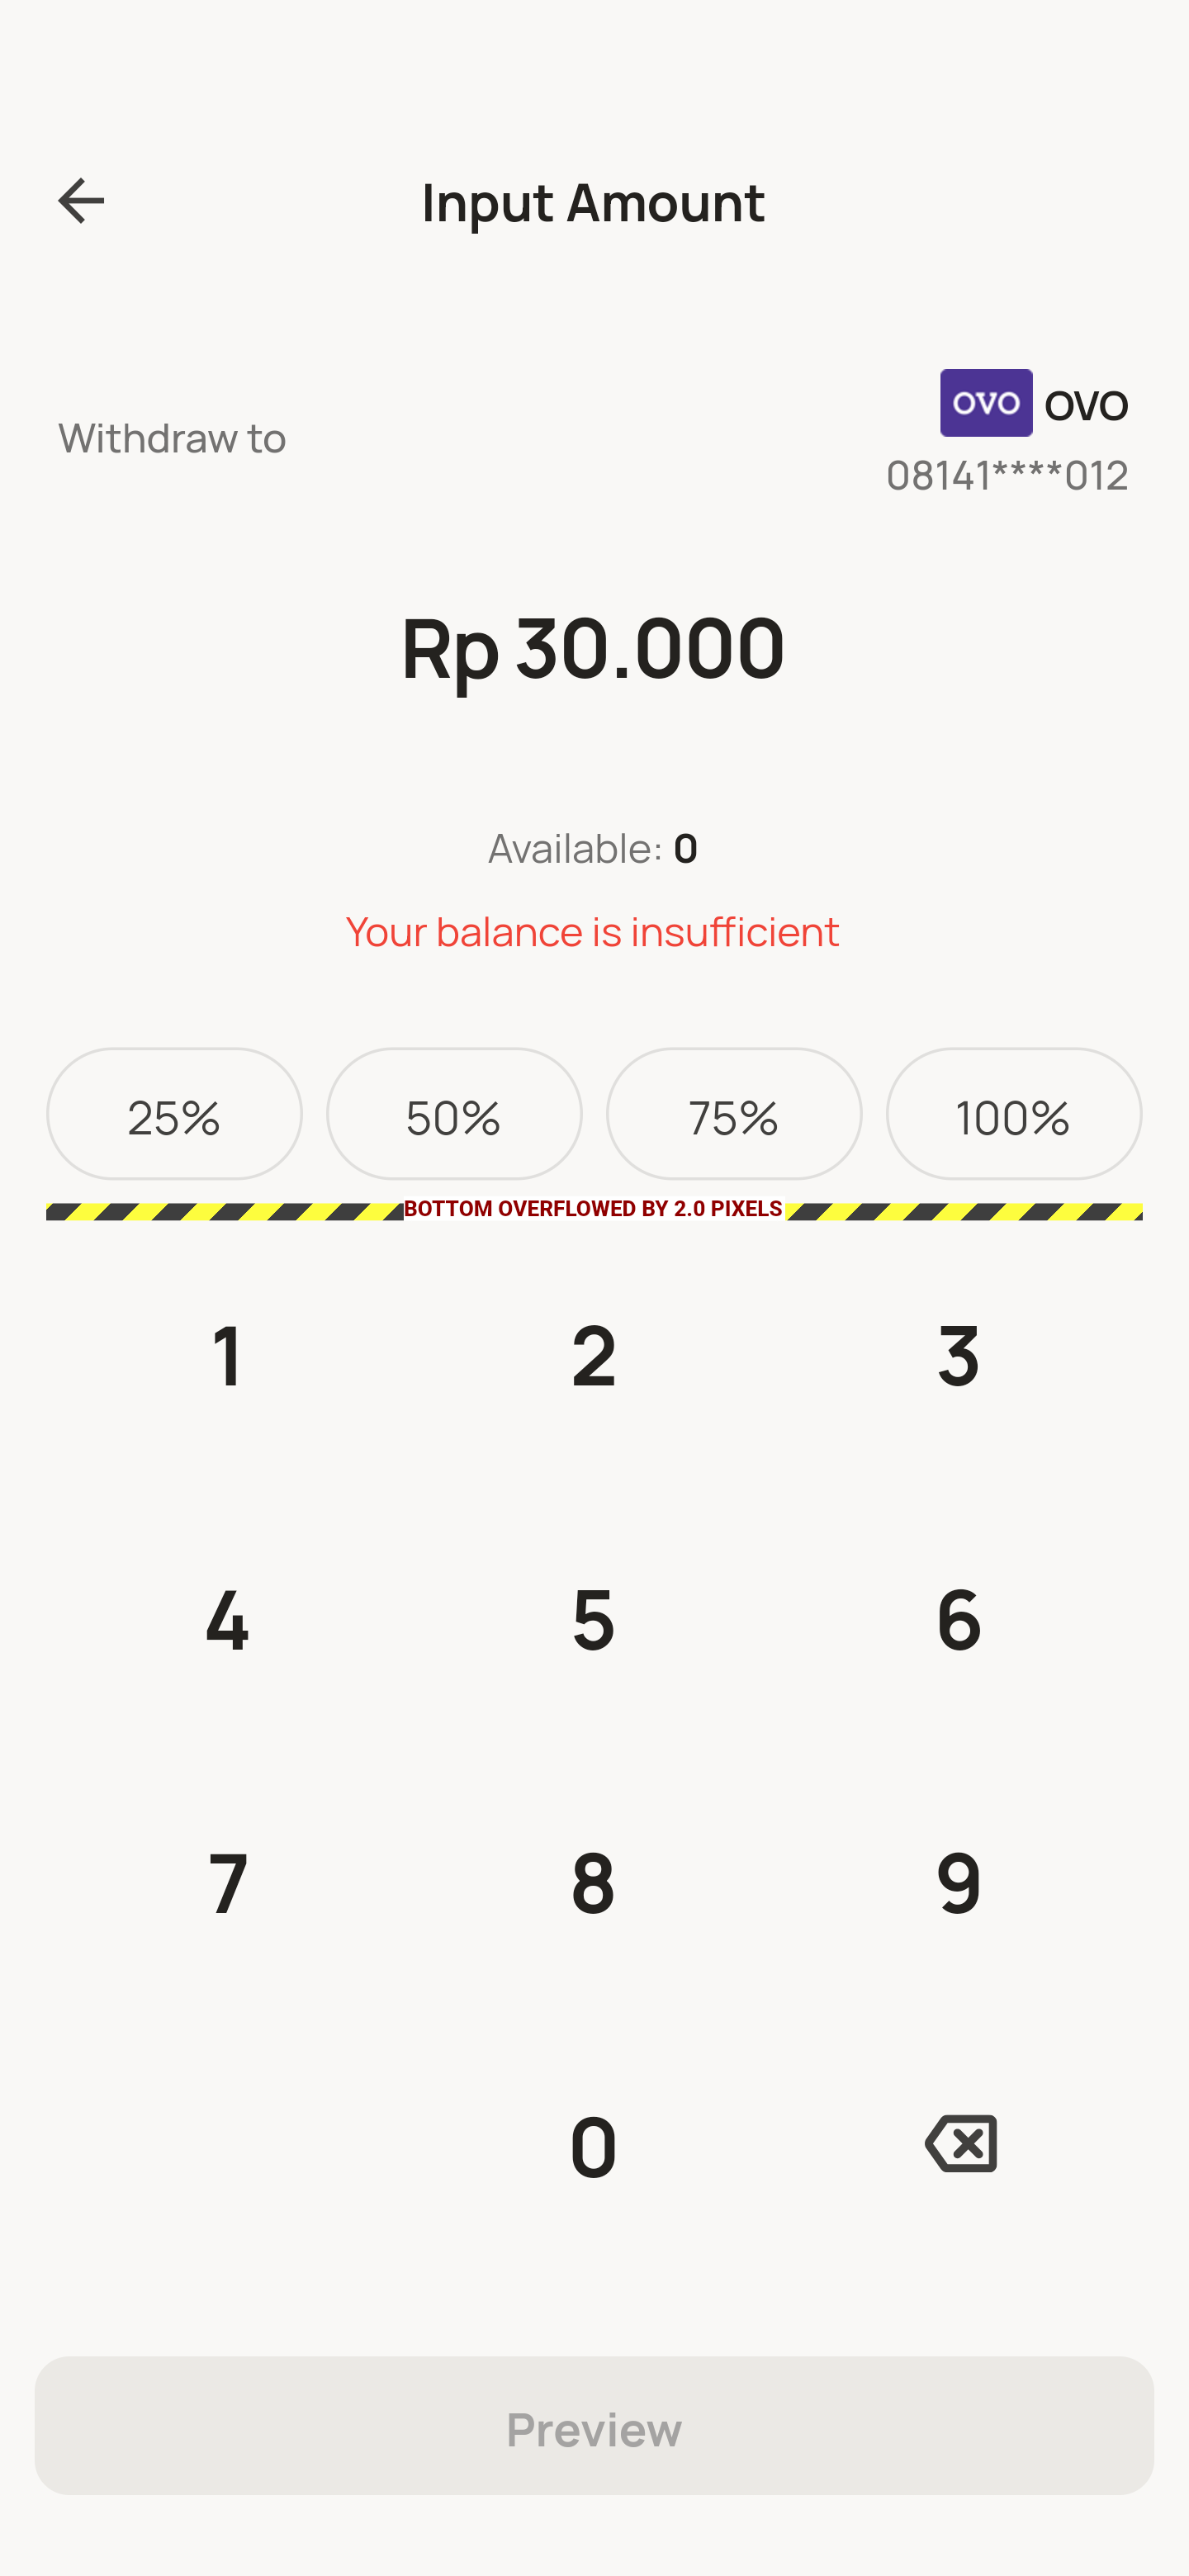 Input Amount
Withdraw to
OVO OVO
08141****012
Rp 30.000
Available: 0
Your balance is insufficient
25% 50% 75% 100%
BOTTOM OVERFLOWED BY 2.0 PIXELS
1 2 3
4 5 6
7 8 9
0
Preview